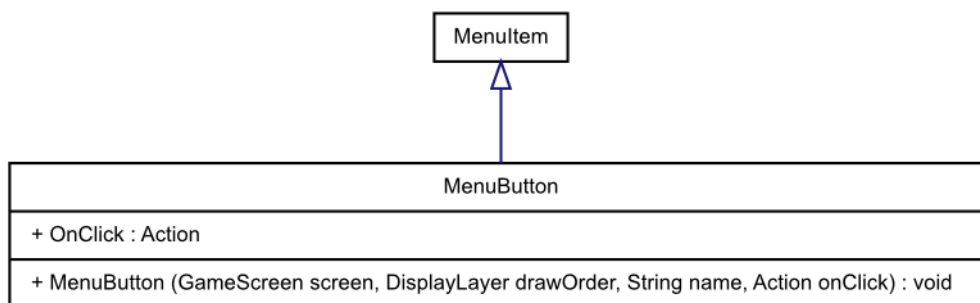 MenuItem
MenuButton
+ OnClick : Action
+ MenuButton (GameScreen screen, DisplayLayer drawOrder, String name, Action onClick) : void